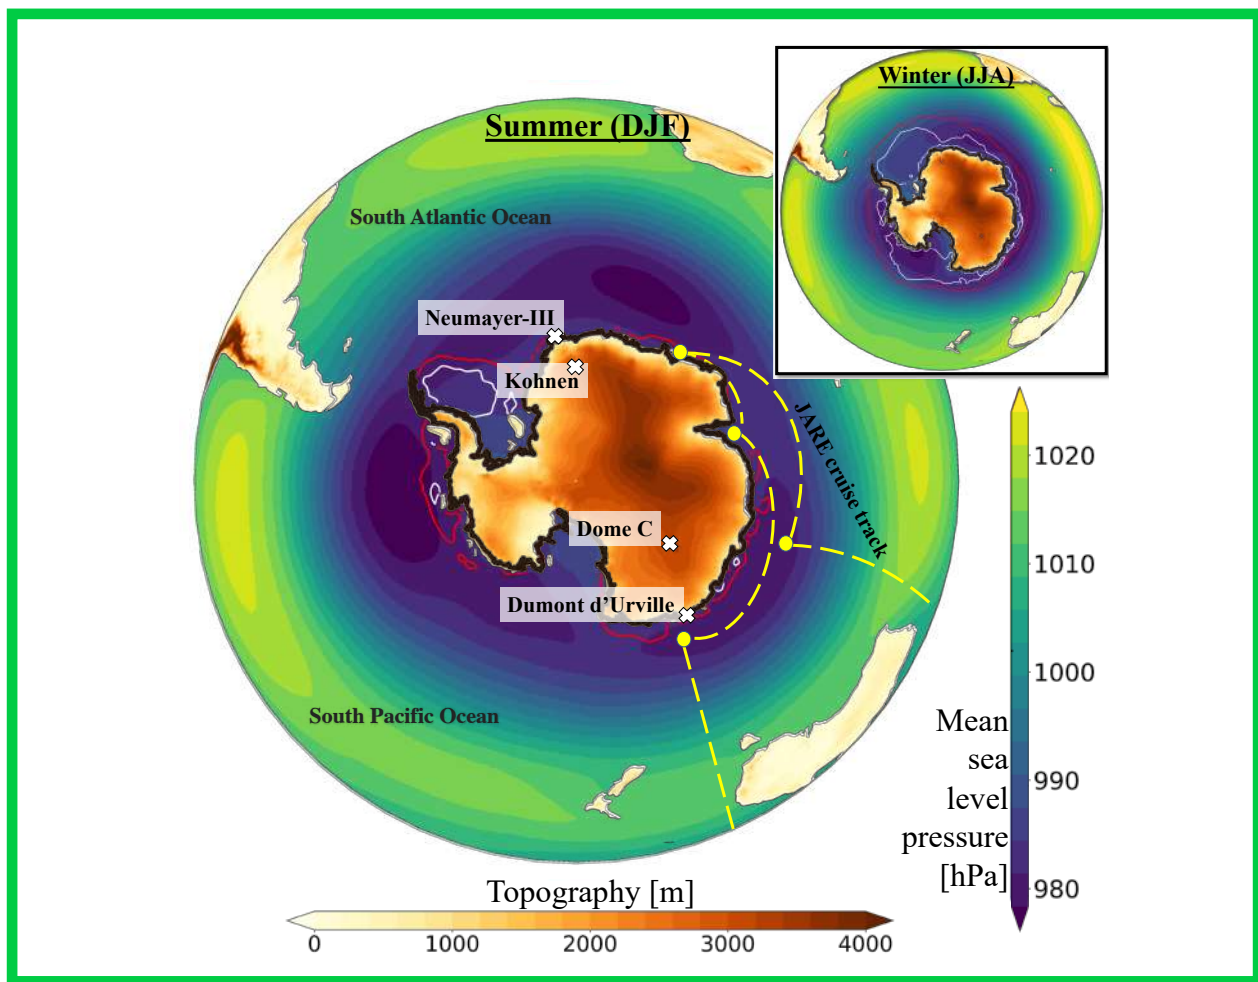 Winter (JJA)
Summer (DJF)
South Atlantic Ocean
Neumayer-III
Kohnen
JARE cruise track
Dome C
Dumont d’Urville
South Pacific Ocean
1020
1010
1000
990
980
Mean
sea
level
pressure
[hPa]
Topography [m]
0 1000 2000 3000 4000